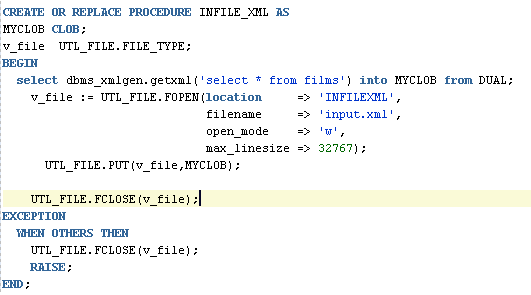 CREATE OR REPLACE PROCEDURE INFILE_XML AS
MYCLOB CLOB;
v_file  UTL_FILE.FILE_TYPE;
BEGIN
  select dbms_xmlgen.getxml('select * from films') into MYCLOB from DUAL;
    v_file := UTL_FILE.FOPEN(location     => 'INFILEXML',
                             filename     => 'input.xml',
                             open_mode    => 'w',
                             max_linesize => 32767);
      UTL_FILE.PUT(v_file,MYCLOB);
    UTL_FILE.FCLOSE(v_file);
EXCEPTION
  WHEN OTHERS THEN
    UTL_FILE.FCLOSE(v_file);
    RAISE;
END;